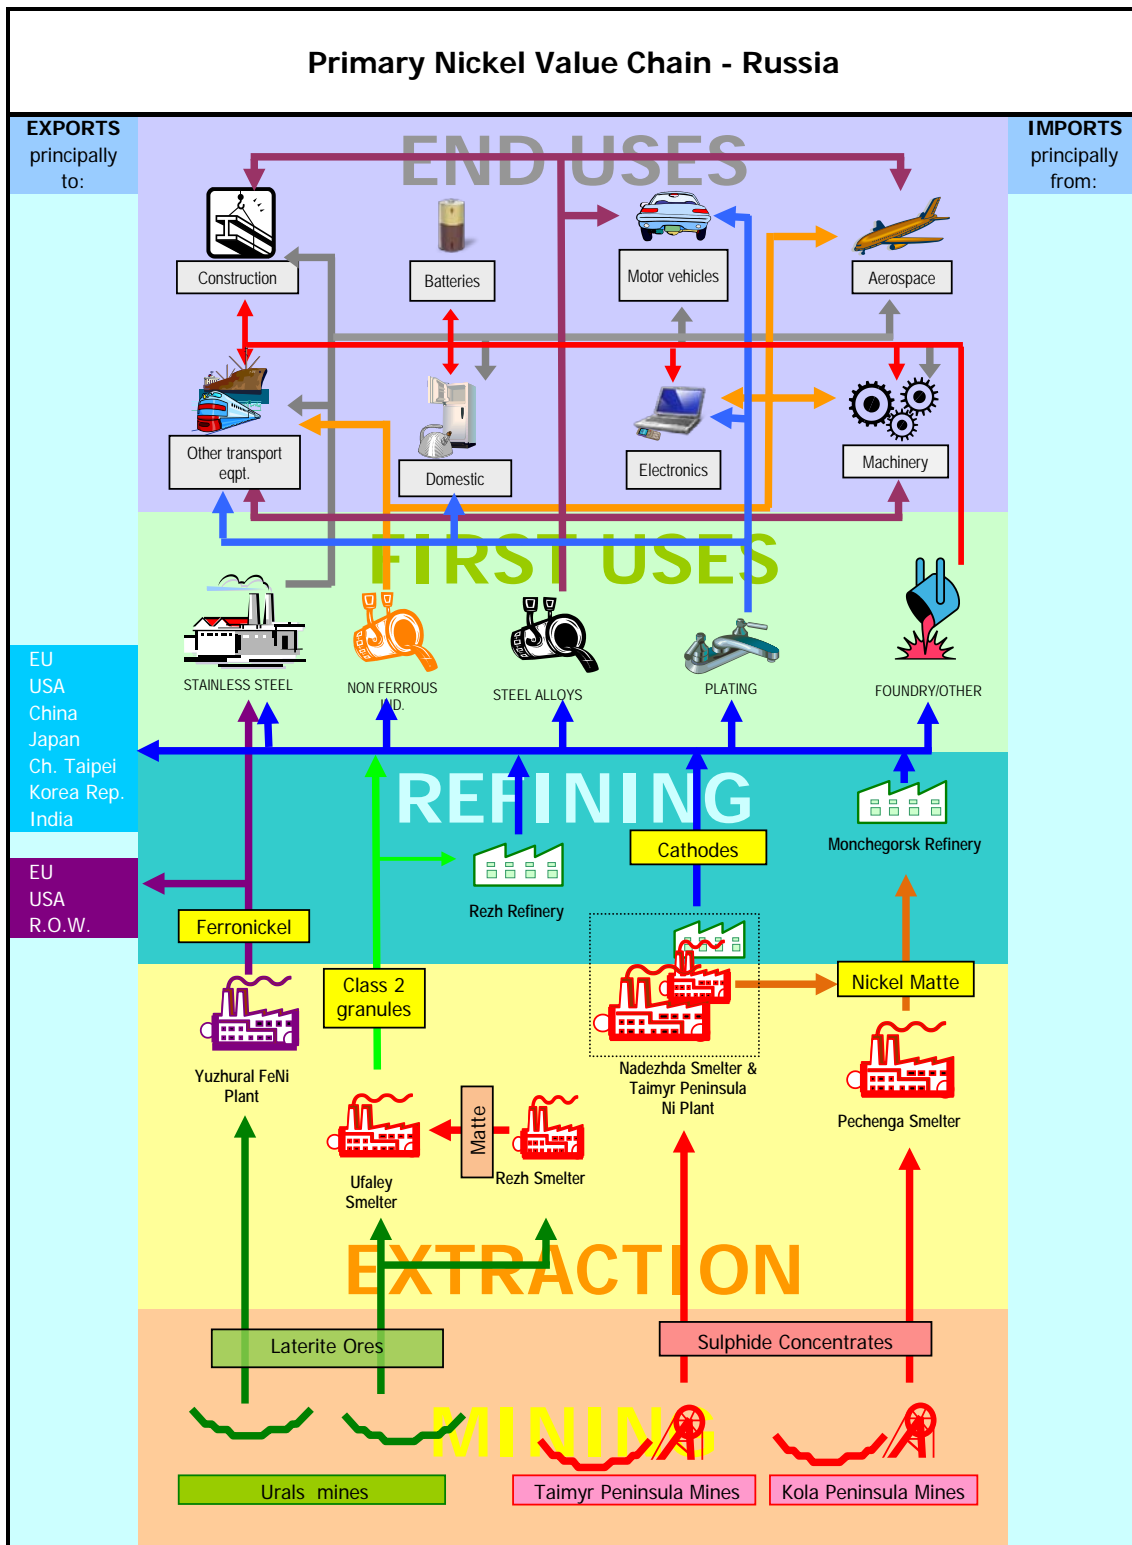 Primary Nickel Value Chain - Russia
EXPORTS
principally
to:
IMPORTS
principally
from:
END USES
Construction
Batteries
Motor vehicles
Aerospace
Other transport
eqpt.
Domestic
Electronics
Machinery
FIRST USES
STAINLESS STEEL
NON FERROUS
IND.
STEEL ALLOYS
PLATING
FOUNDRY/OTHER
EU
USA
China
Japan
Ch. Taipei
Korea Rep.
India
REFINING
Cathodes
Monchegorsk Refinery
Rezh Refinery
EU
USA
R.O.W.
Ferronickel
Class 2
granules
Nickel Matte
Yuzhural FeNi
Plant
Nadezhda Smelter &
Taimyr Peninsula
Ni Plant
Pechenga Smelter
Matte
Ufaley
Smelter
Rezh Smelter
EXTRACTION
Laterite Ores
Sulphide Concentrates
MINING
Urals mines
Taimyr Peninsula Mines
Kola Peninsula Mines